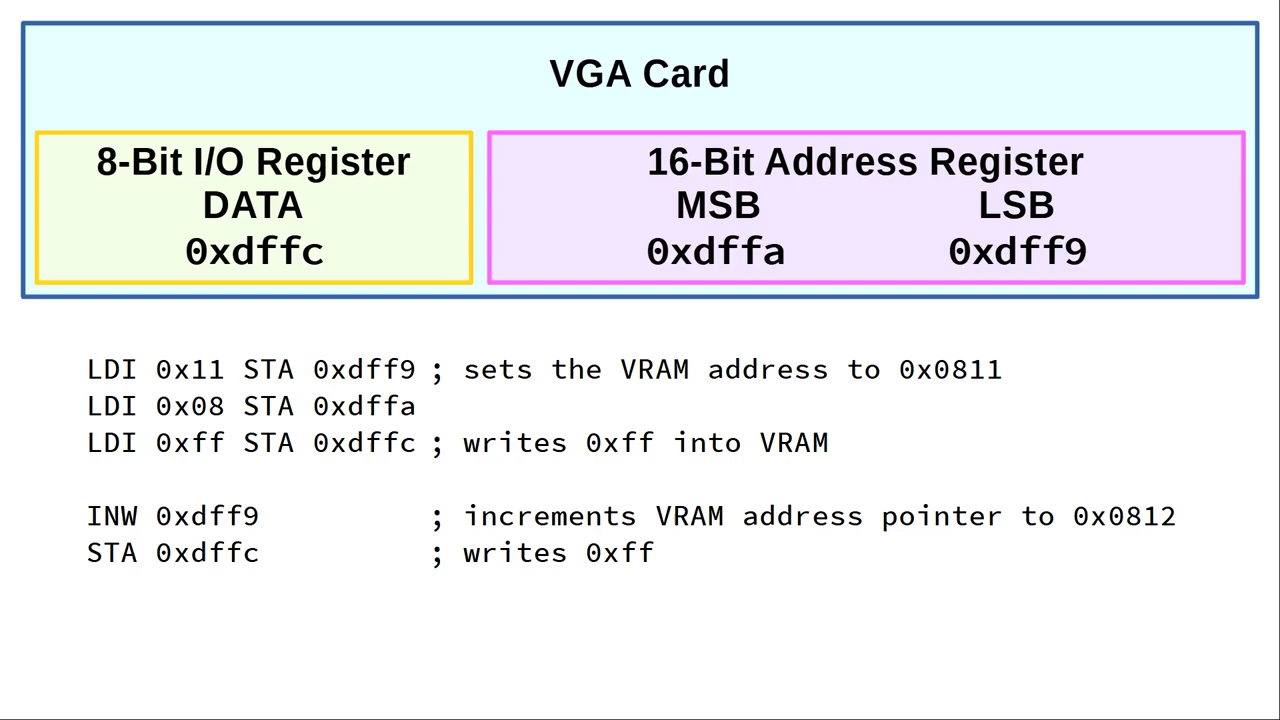 VGA Card
8-Bit I/O Register
DATA
0xdffc
16-Bit Address Register
MSB LSB
0xdffa 0xdff9
LDI 0x11 STA 0xdff9 ; sets the VRAM address to 0x0811
LDI 0x08 STA 0xdffa
LDI 0xff STA 0xdffc ; writes 0xff into VRAM
INW 0xdff9 ; increments VRAM address pointer to 0x0812
STA 0xdffc ; writes 0xff